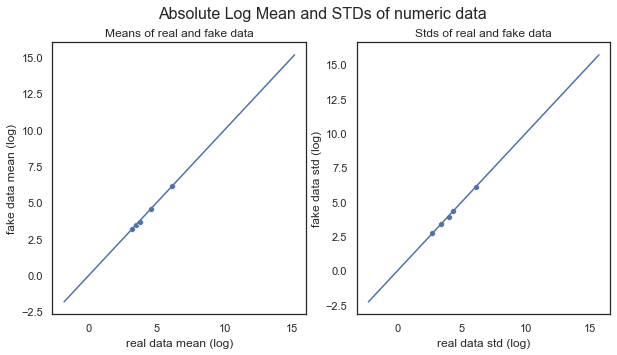 Absolute Log Mean and STDs of numeric data
Means of real and fake data
15.0
12.5
10.0
7.5
5.0
2.5
0.0
−2.5
fake data mean (log)
0 5 10 15
real data mean (log)
Stds of real and fake data
15.0
12.5
10.0
7.5
5.0
2.5
0.0
−2.5
fake data std (log)
0 5 10 15
real data std (log)